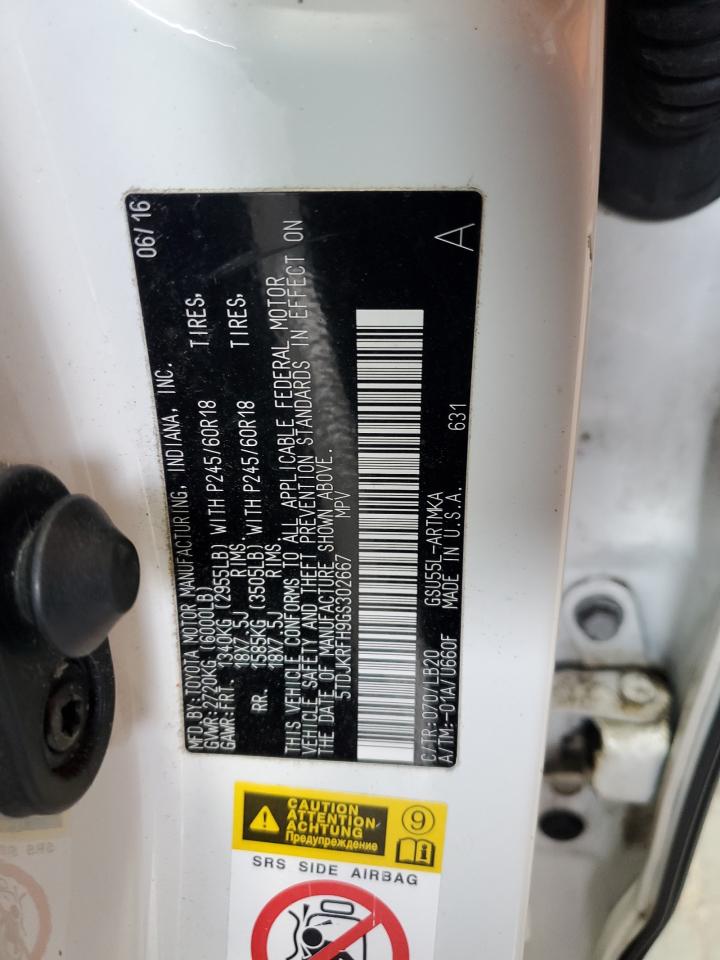 MFD.BY:TOYOTA MOTOR MANUFACTURING, INDIANA, INC. 06/16
GVWR:2720KG (6000LB)
GAWR:FRT. 1340KG (2955LB) WITH P245/60R18 TIRES,
18X7.5J RIMS
RR. 1585KG (3505LB) WITH P245/60R18 TIRES,
18X7.5J RIMS
THIS VEHICLE CONFORMS TO ALL APPLICABLE FEDERAL MOTOR
VEHICLE SAFETY AND THEFT PREVENTION STANDARDS IN EFFECT ON
THE DATE OF MANUFACTURE SHOWN ABOVE.
5TDJKRFH9GS302667 MPV
C/TR:070/LB20 GSU55L-ARTMKA 631
A/TM:-01A/U660F MADE IN U.S.A. A
CAUTION
ATTENTION
ACHTUNG
Предупреждение
9
i
SRS SIDE AIRBAG